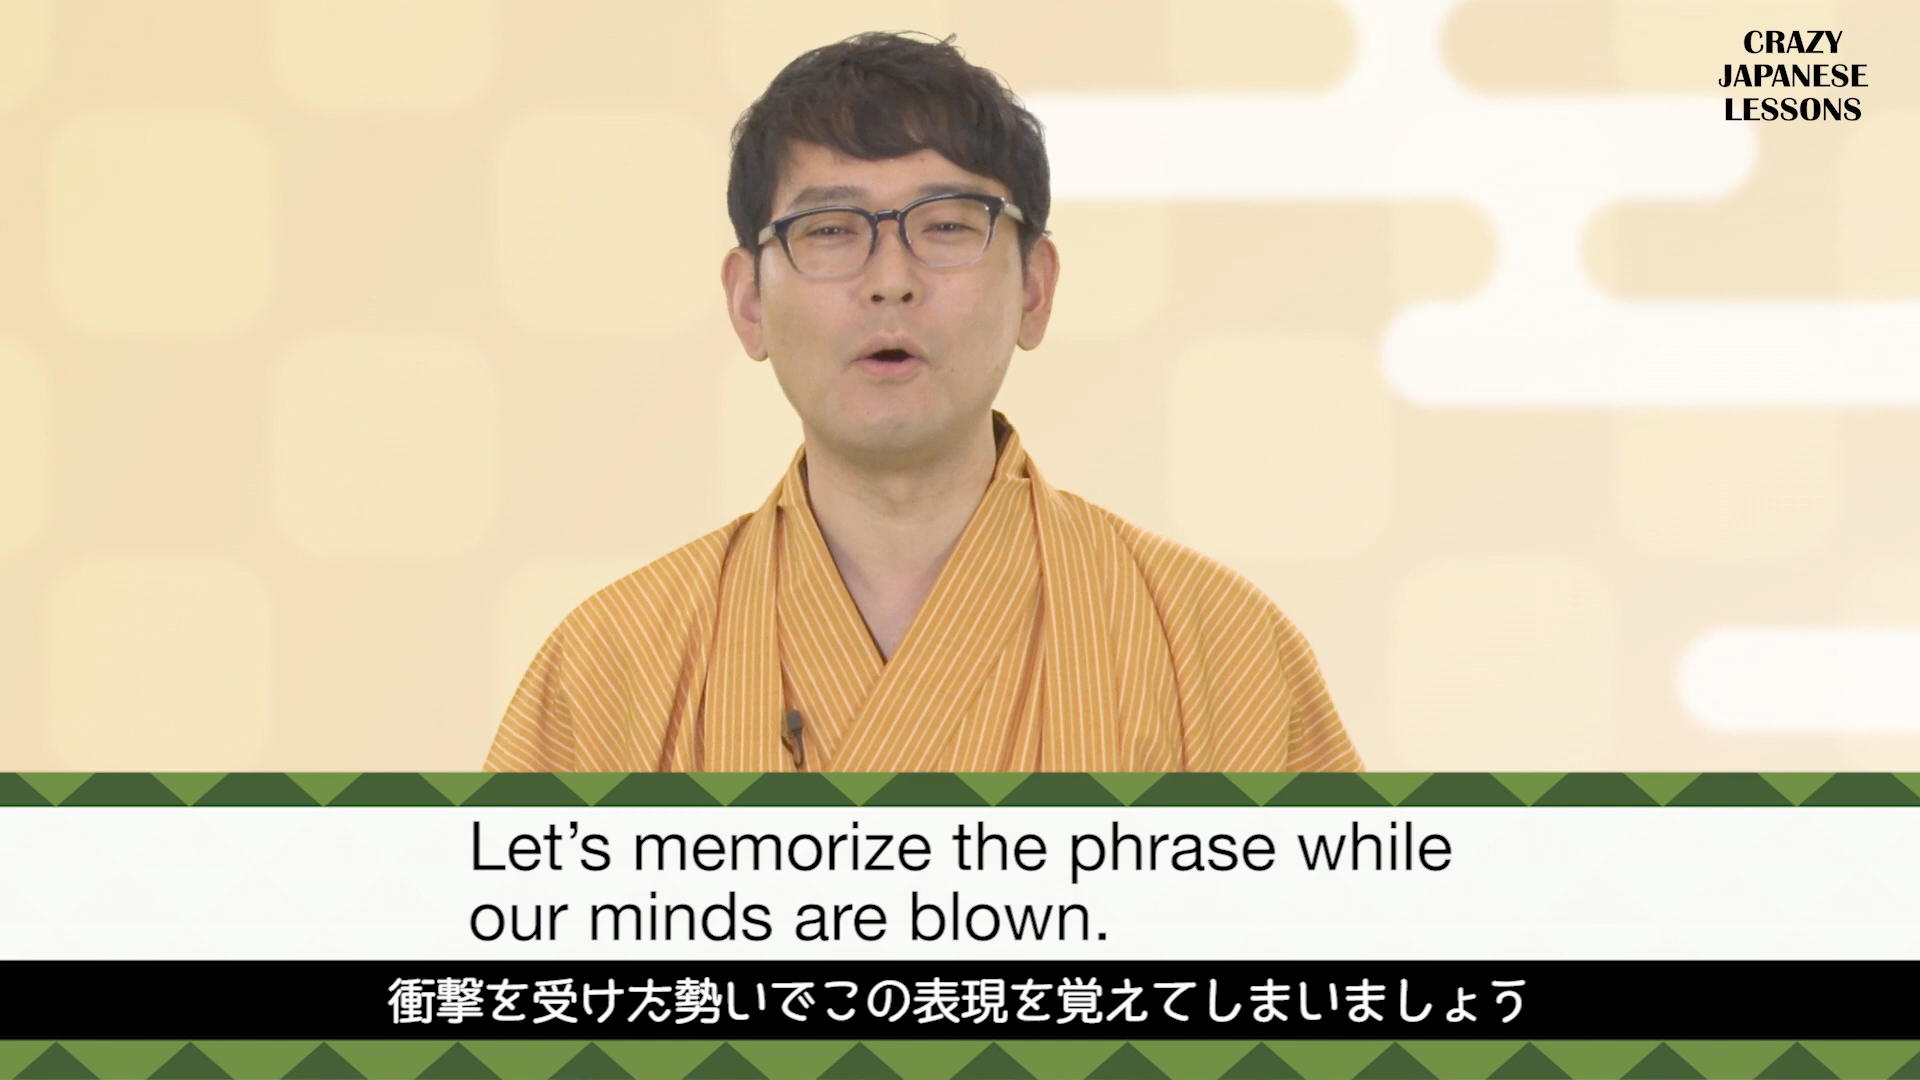 CRAZY
JAPANESE
LESSONS
Let’s memorize the phrase while
our minds are blown.
衝撃を受けた勢いでこの表現を覚えてしまいましょう